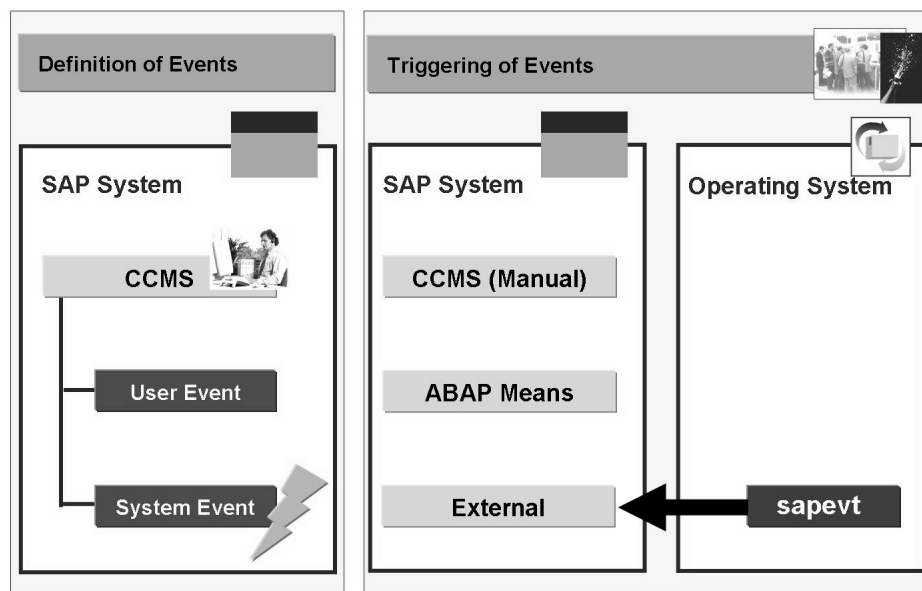 Definition of Events
Triggering of Events
SAP System
CCMS
User Event
System Event
SAP System
CCMS (Manual)
ABAP Means
External
Operating System
sapevt